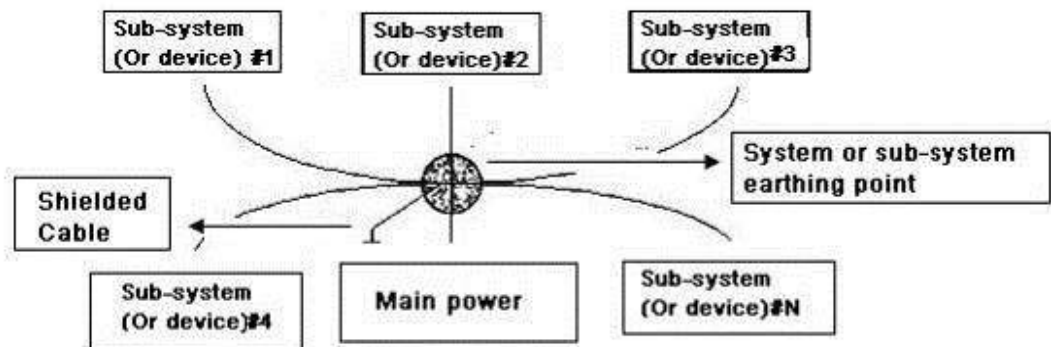 Sub-system
(Or device) #1
Sub-system
(Or device)#2
Sub-system
(Or device)#3
System or sub-system
earthing point
Shielded
Cable
Sub-system
(Or device)#4
Main power
Sub-system
(Or device)#N